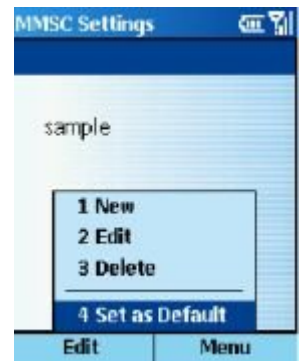 MMSC Settings
sample
1 New
2 Edit
3 Delete
4 Set as Default
Edit Menu